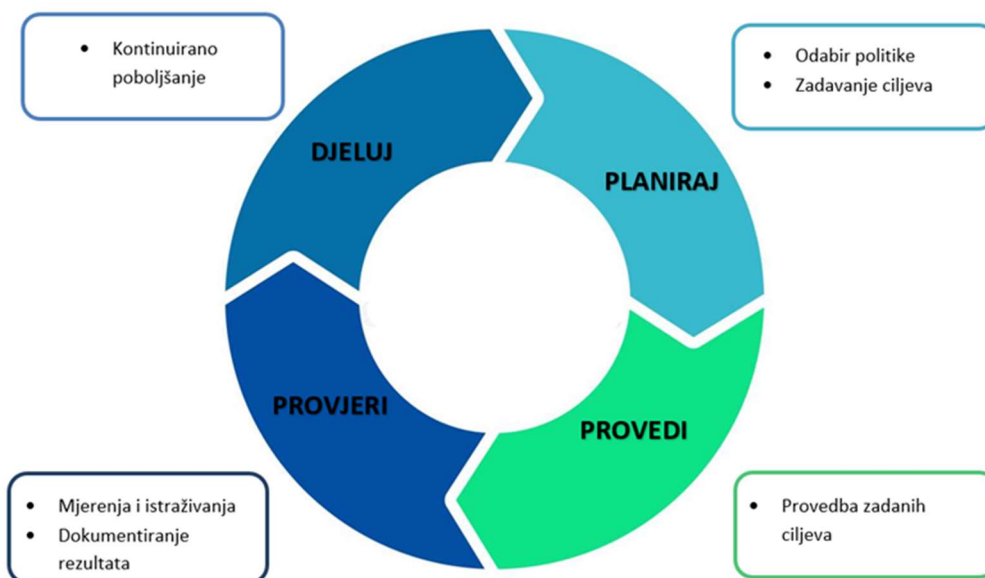 Kontinuirano
poboljšanje
Odabir politike
Zadavanje ciljeva
DJELUJ
PLANIRAJ
PROVJERI
PROVEDI
Mjerenja i istraživanja
Dokumentiranje
rezultata
Provedba zadanih
ciljeva